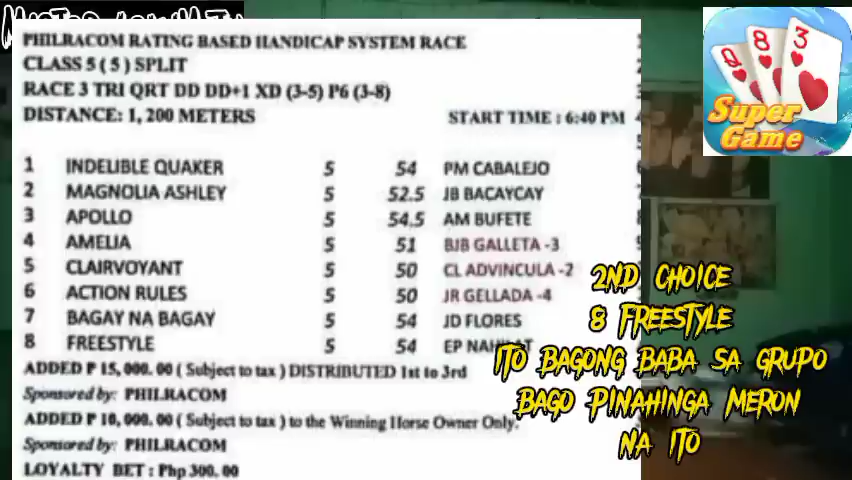 PHILRACOM RATING BASED HANDICAP SYSTEM RACE
CLASS 5 ( 5 ) SPLIT
RACE 3 TRI QRT DD DD+1 XD (3-5) P6 (3-8)
DISTANCE: 1, 200 METERS START TIME : 6:40 PM
1 INDELIBLE QUAKER 5 54 PM CABALEJO
2 MAGNOLIA ASHLEY 5 52.5 JB BACAYCAY
3 APOLLO 5 54.5 AM BUFETE
4 AMELIA 5 51 BJB GALLETA -3
5 CLAIRVOYANT 5 50 CL ADVINCULA -2
6 ACTION RULES 5 50 JR GELLADA -4
7 BAGAY NA BAGAY 5 54 JD FLORES
8 FREESTYLE 5 54 EP
ADDED P 15, 000. 00 ( Subject to tax ) DISTRIBUTED 1st to 3rd
Sponsored by: PHILRACOM
ADDED P 10, 000. 00 ( Subject to tax ) to the Winning Horse Owner Only.
Sponsored by: PHILRACOM
LOYALTY BET : Php 300. 00
Q 8 3
Super
Game
2ND CHOICE
8 FREESTYLE
ITO BAGONG BABA SA GRUPO
BAGO PINAHINGA MERON
NA ITO